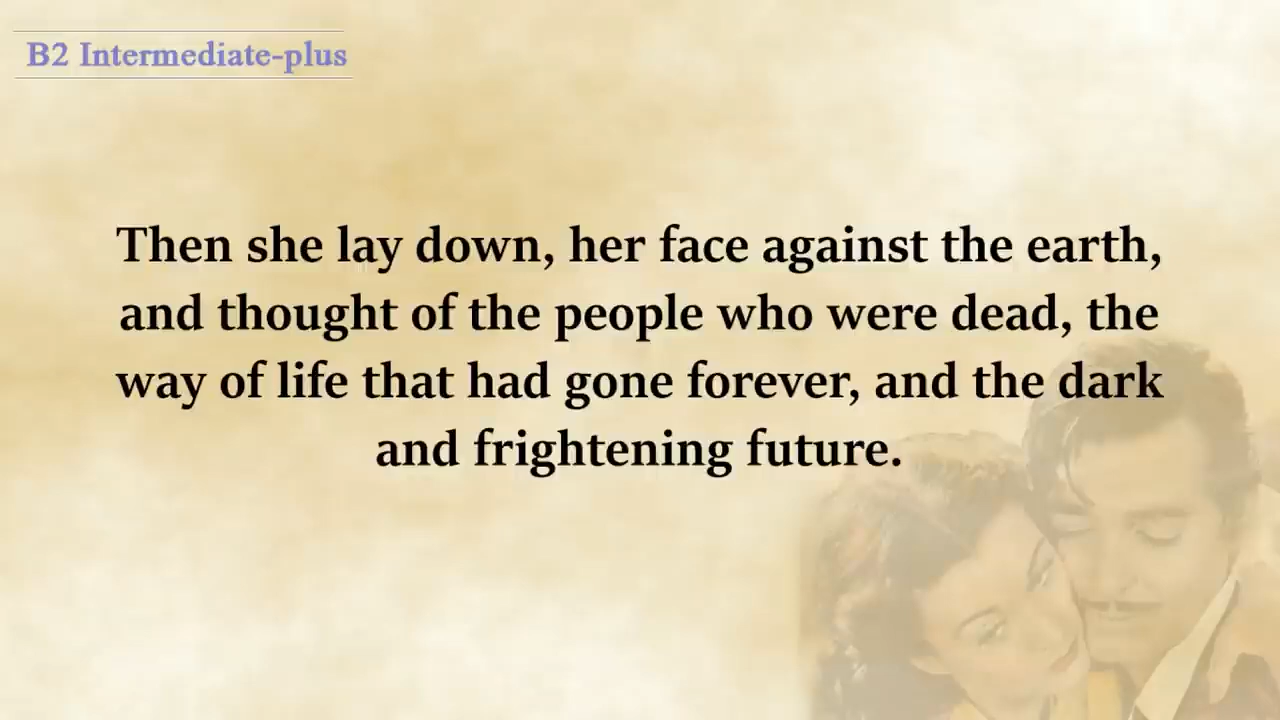 B2 Intermediate-plus
Then she lay down, her face against the earth,
and thought of the people who were dead, the
way of life that had gone forever, and the dark
and frightening future.